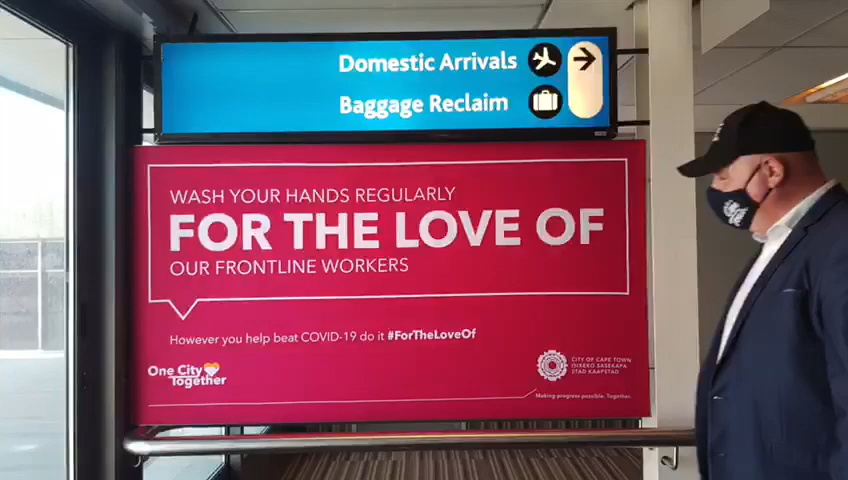 Domestic Arrivals
Baggage Reclaim
WASH YOUR HANDS REGULARLY
FOR THE LOVE OF
OUR FRONTLINE WORKERS
However you help beat COVID-19 do it #ForTheLoveOf
One City
Together
CITY OF CAPE TOWN
ISIXEKO SASEKAPA
STAD KAAPSTAD
Making progress possible. Together.